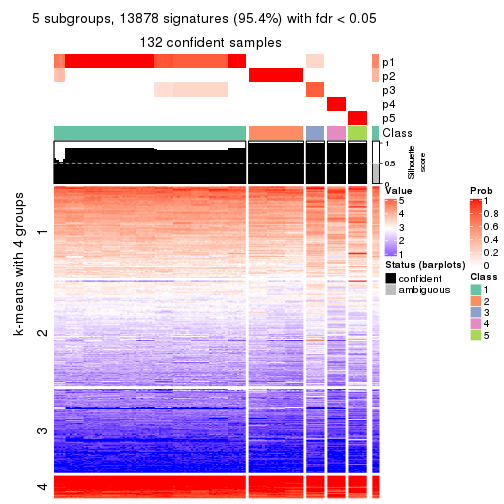 5 subgroups, 13878 signatures (95.4%) with fdr < 0.05
132 confident samples
p1
p2
p3
p4
p5
Class
1
0.5
0
Silhouette
score
k-means with 4 groups
1
2
3
4
Value
5
4
3
2
1
Status (barplots)
confident
ambiguous
Prob
1
0.8
0.6
0.4
0.2
0
Class
1
2
3
4
5